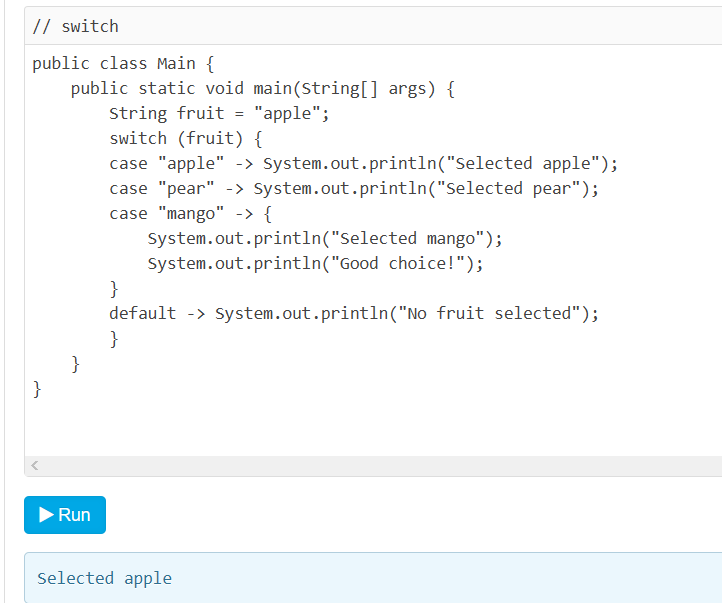 // switch
public class Main {
    public static void main(String[] args) {
        String fruit = "apple";
        switch (fruit) {
        case "apple" -> System.out.println("Selected apple");
        case "pear" -> System.out.println("Selected pear");
        case "mango" -> {
            System.out.println("Selected mango");
            System.out.println("Good choice!");
        }
        default -> System.out.println("No fruit selected");
        }
    }
}
Run
Selected apple